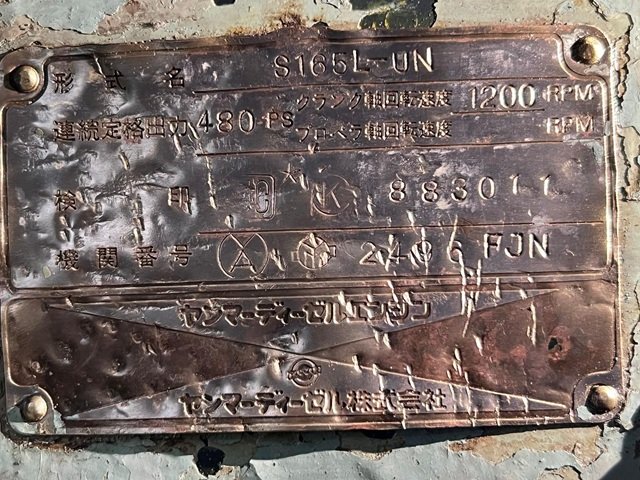 形式名 S165L-UN
連続定格出力 480 PS クランク軸回転速度 1200 RPM
プロペラ軸回転速度 RPM
検印 883011
機関番号 2496 FJN
ヤンマーディーゼルエンジン
ヤンマーディーゼル株式会社